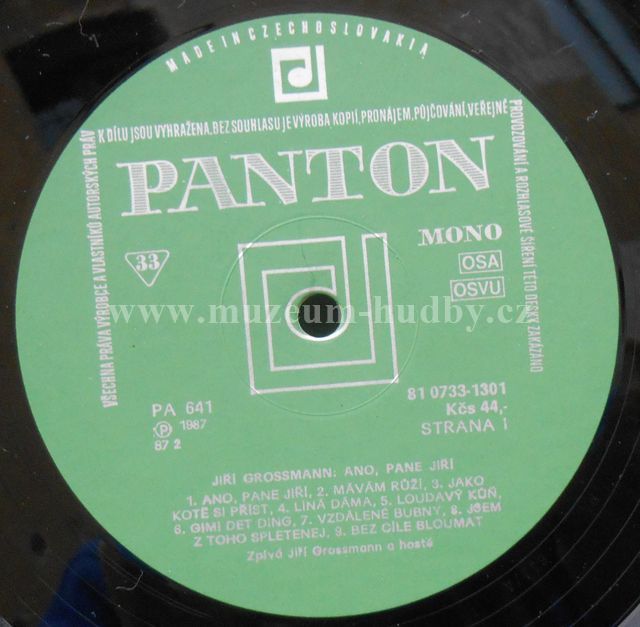 MADE IN CZECHOSLOVAKIA
VŠECHNA PRÁVA VÝROBCE A VLASTNÍKŮ AUTORSKÝCH PRÁV K DÍLU JSOU VYHRAŽENA. BEZ SOUHLASU JE VÝROBA KOPIÍ, PRONÁJEM, PŮJČOVÁNÍ, VEŘEJNÉ PROVOZOVÁNÍ A ROZHLASOVÉ ŠÍŘENÍ TÉTO DESKY ZAKÁZÁNO
PANTON
33
MONO
OSA
OSVU
www.muzeum-hudby.cz
PA 641
Ⓟ 1987
87 2
81 0733-1301
Kčs 44,-
STRANA 1
JIŘÍ GROSSMANN: ANO, PANE JIŘÍ
1. ANO, PANE JIŘÍ, 2. MÁVÁM RŮŽÍ, 3. JAKO
KOTĚ SI PŘÍST, 4. LÍNÁ DÁMA, 5. LOUDAVÝ KŮŇ,
6. GIMI DET DING, 7. VZDÁLENÉ BUBNY, 8. JSEM
Z TOHO SPLETENEJ, 9. BEZ CÍLE BLOUMAT
Zpívá Jiří Grossmann a hosté